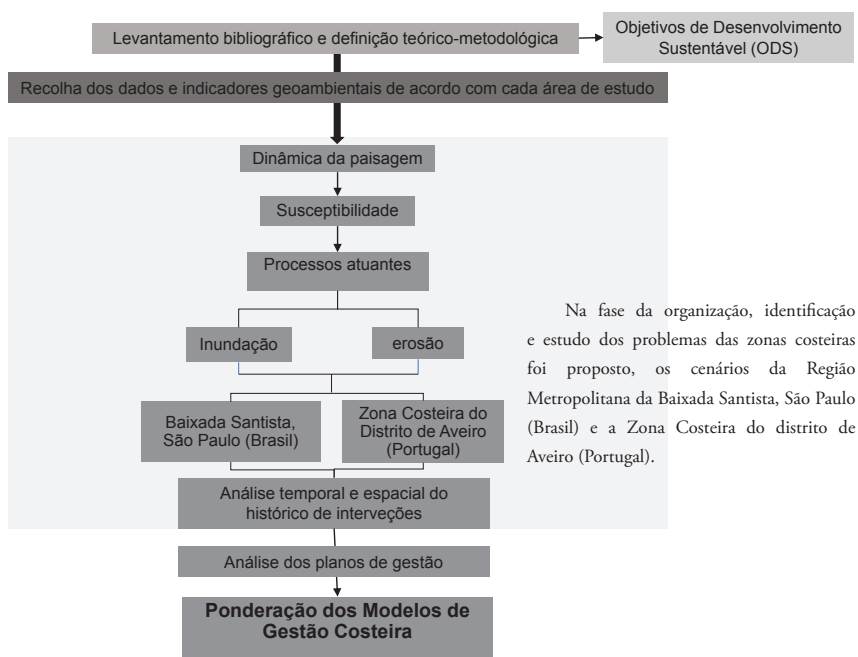 Levantamento bibliográfico e definição teórico-metodológica
Objetivos de Desenvolvimento
Sustentável (ODS)
Recolha dos dados e indicadores geoambientais de acordo com cada área de estudo
Dinâmica da paisagem
Susceptibilidade
Processos atuantes
Inundação
erosão
Baixada Santista,
São Paulo (Brasil)
Zona Costeira do
Distrito de Aveiro
(Portugal)
Análise temporal e espacial do
histórico de interveções
Análise dos planos de gestão
Ponderação dos Modelos de
Gestão Costeira
Na fase da organização, identificação
e estudo dos problemas das zonas costeiras
foi proposto, os cenários da Região
Metropolitana da Baixada Santista, São Paulo
(Brasil) e a Zona Costeira do distrito de
Aveiro (Portugal).